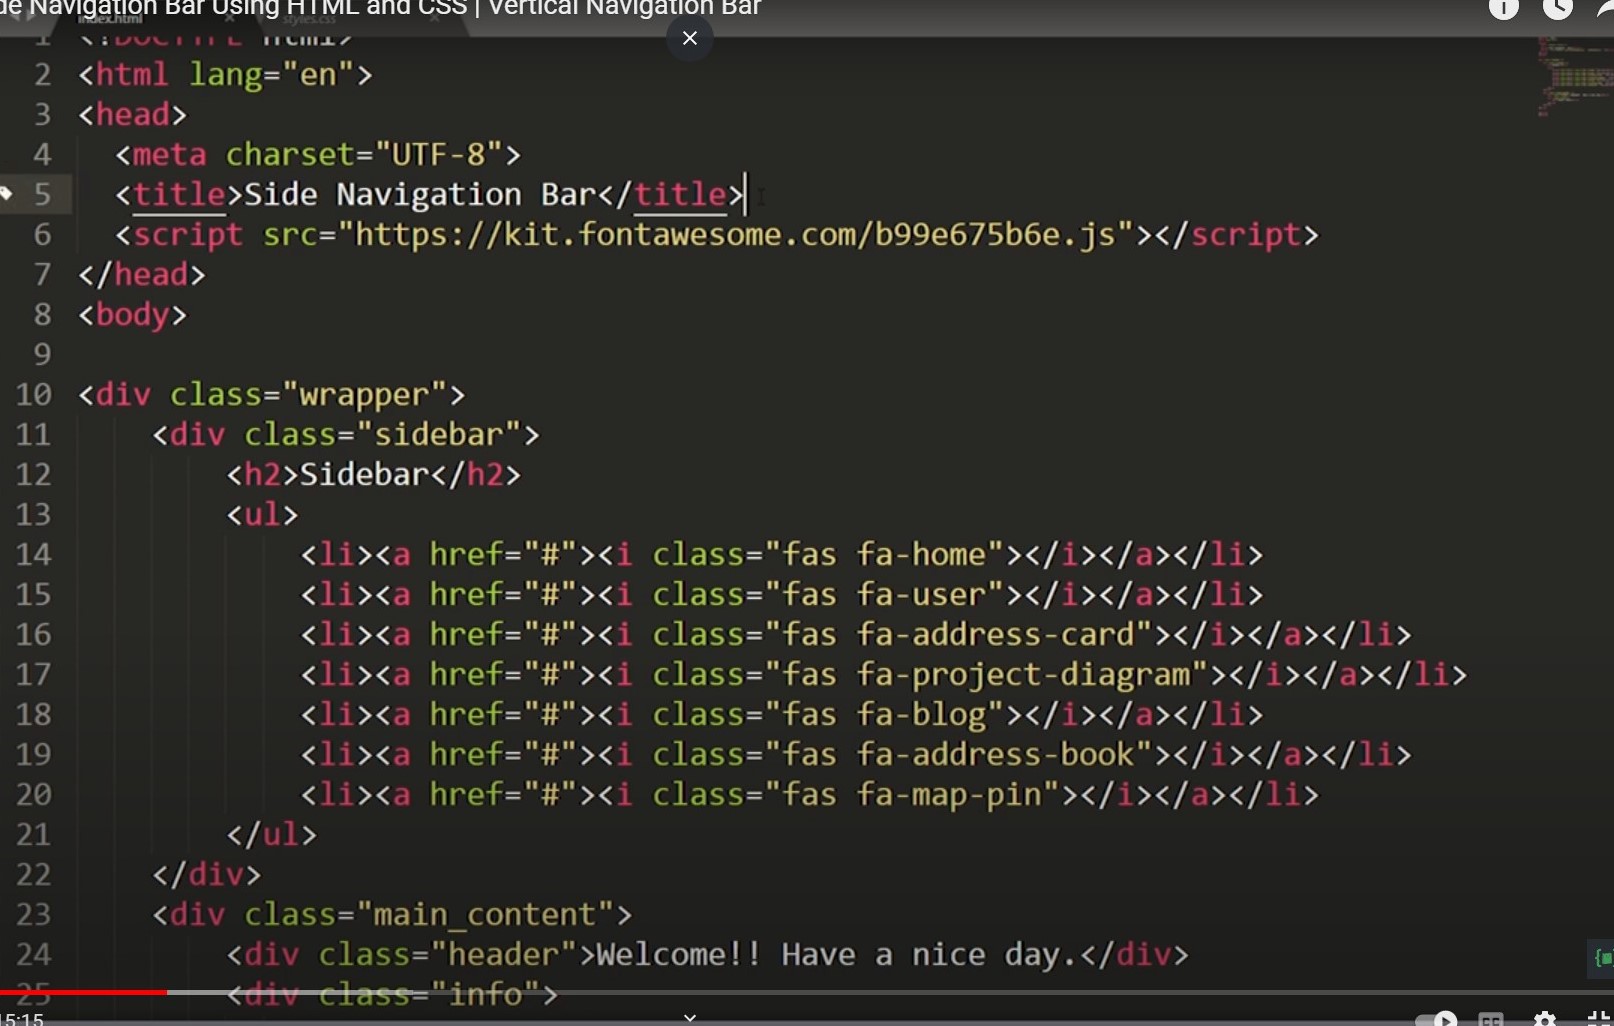 de Navigation Bar Using HTML and CSS | Vertical Navigation Bar
index.html
styles.css
1 <!DOCTYPE html>
2 <html lang="en">
3 <head>
4 <meta charset="UTF-8">
5 <title>Side Navigation Bar</title>
6 <script src="https://kit.fontawesome.com/b99e675b6e.js"></script>
7 </head>
8 <body>
9
10 <div class="wrapper">
11 <div class="sidebar">
12 <h2>Sidebar</h2>
13 <ul>
14 <li><a href="#"><i class="fas fa-home"></i></a></li>
15 <li><a href="#"><i class="fas fa-user"></i></a></li>
16 <li><a href="#"><i class="fas fa-address-card"></i></a></li>
17 <li><a href="#"><i class="fas fa-project-diagram"></i></a></li>
18 <li><a href="#"><i class="fas fa-blog"></i></a></li>
19 <li><a href="#"><i class="fas fa-address-book"></i></a></li>
20 <li><a href="#"><i class="fas fa-map-pin"></i></a></li>
21 </ul>
22 </div>
23 <div class="main_content">
24 <div class="header">Welcome!! Have a nice day.</div>
25 <div class="info">
15:15
CC